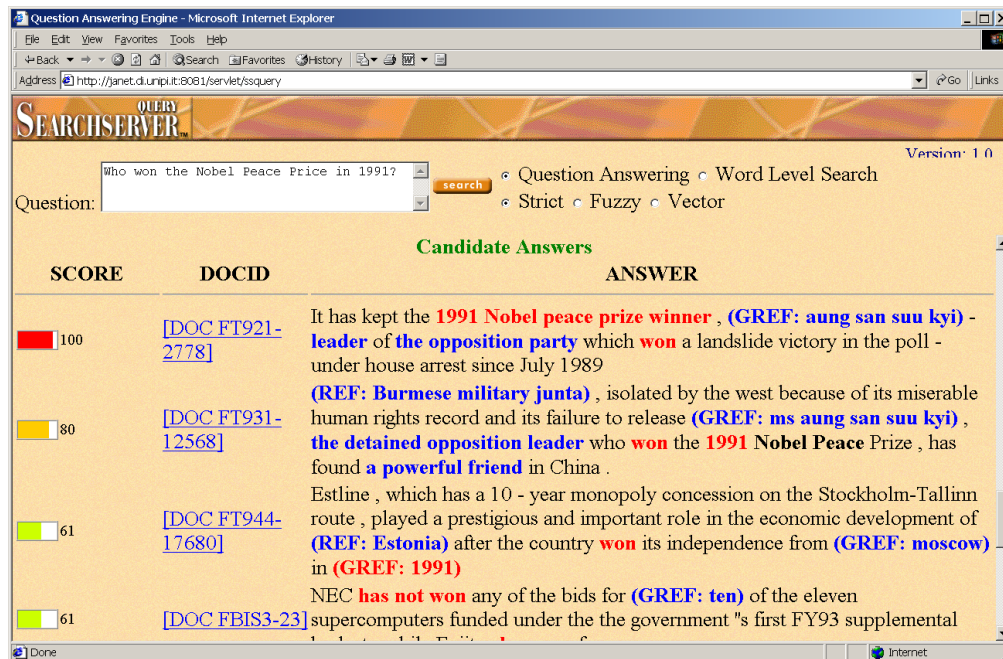 Question Answering Engine - Microsoft Internet Explorer
File Edit View Favorites Tools Help
Back Search Favorites History
Address http://janet.di.unipi.it:8081/servlet/ssquery Go Links
QUERY
SEARCHSERVER™
Version: 1.0
Question: Who won the Nobel Peace Price in 1991? search Question Answering Word Level Search
Strict Fuzzy Vector
Candidate Answers
SCORE DOCID ANSWER
100 [DOC FT921-2778] It has kept the 1991 Nobel peace prize winner , (GREF: aung san suu kyi) -
leader of the opposition party which won a landslide victory in the poll -
under house arrest since July 1989
80 [DOC FT931-12568] (REF: Burmese military junta) , isolated by the west because of its miserable
human rights record and its failure to release (GREF: ms aung san suu kyi) ,
the detained opposition leader who won the 1991 Nobel Peace Prize , has
found a powerful friend in China .
61 [DOC FT944-17680] Estline , which has a 10 - year monopoly concession on the Stockholm-Tallinn
route , played a prestigious and important role in the economic development of
(REF: Estonia) after the country won its independence from (GREF: moscow)
in (GREF: 1991)
61 [DOC FBIS3-23] NEC has not won any of the bids for (GREF: ten) of the eleven
supercomputers funded under the the government "s first FY93 supplemental
Done Internet